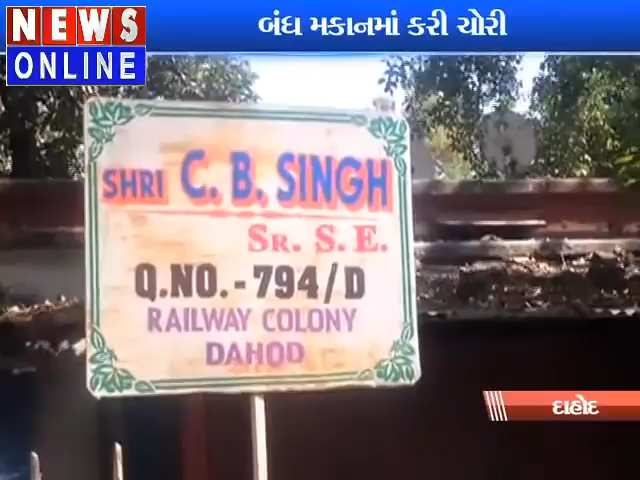 NEWS
ONLINE
બંધ મકાનમાં કરી ચોરી
SHRI C. B. SINGH
SR. S. E.
Q.NO.-794/D
RAILWAY COLONY
DAHOD
દાહોદ